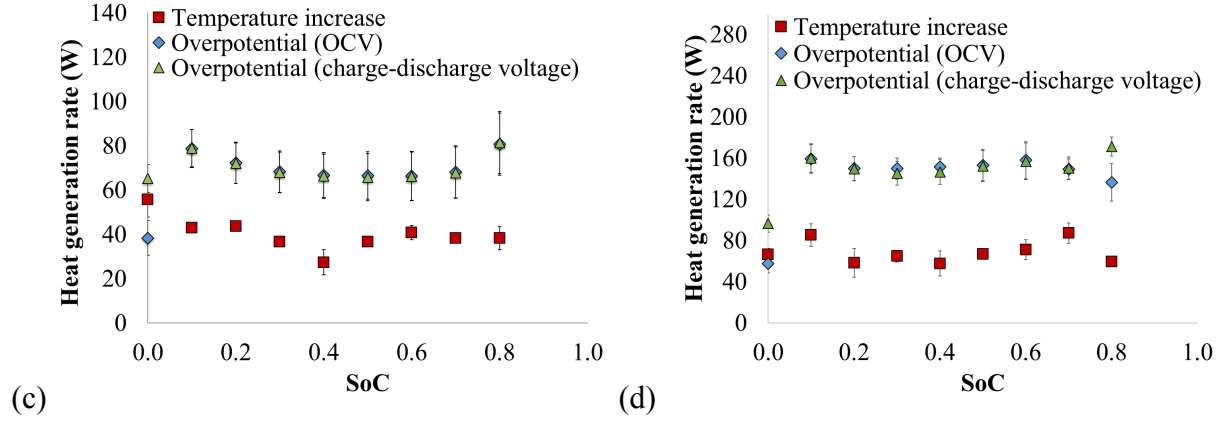 140
120
100
80
60
40
20
0
Heat generation rate (W)
Temperature increase
Overpotential (OCV)
Overpotential (charge-discharge voltage)
0.0 0.2 0.4 0.6 0.8 1.0
SoC
(c)
280
240
200
160
120
80
40
0
Heat generation rate (W)
Temperature increase
Overpotential (OCV)
Overpotential (charge-discharge voltage)
0.0 0.2 0.4 0.6 0.8 1.0
SoC
(d)